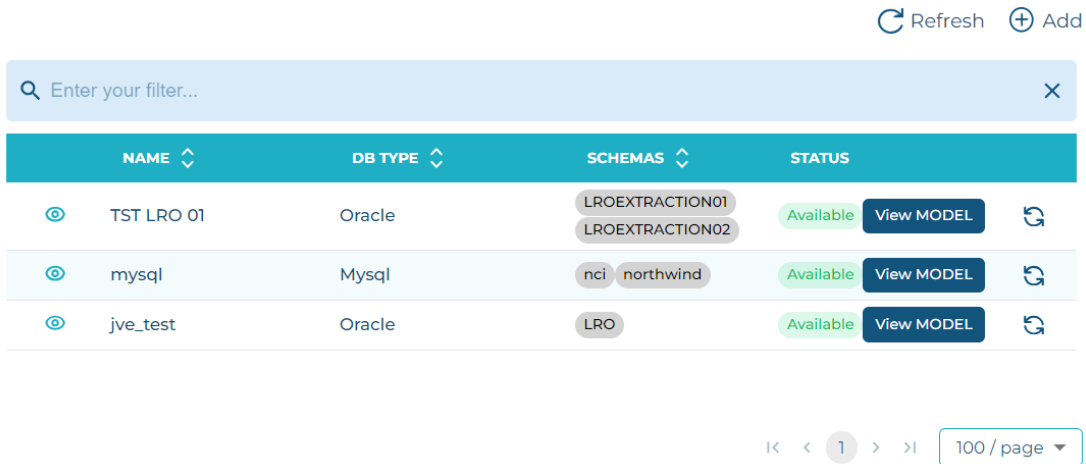 Refresh Add
Enter your filter...
NAME DB TYPE SCHEMAS STATUS
TST LRO 01 Oracle LROEXTRACTION01 LROEXTRACTION02 Available View MODEL
mysql Mysql nci northwind Available View MODEL
jve_test Oracle LRO Available View MODEL
1 100 / page